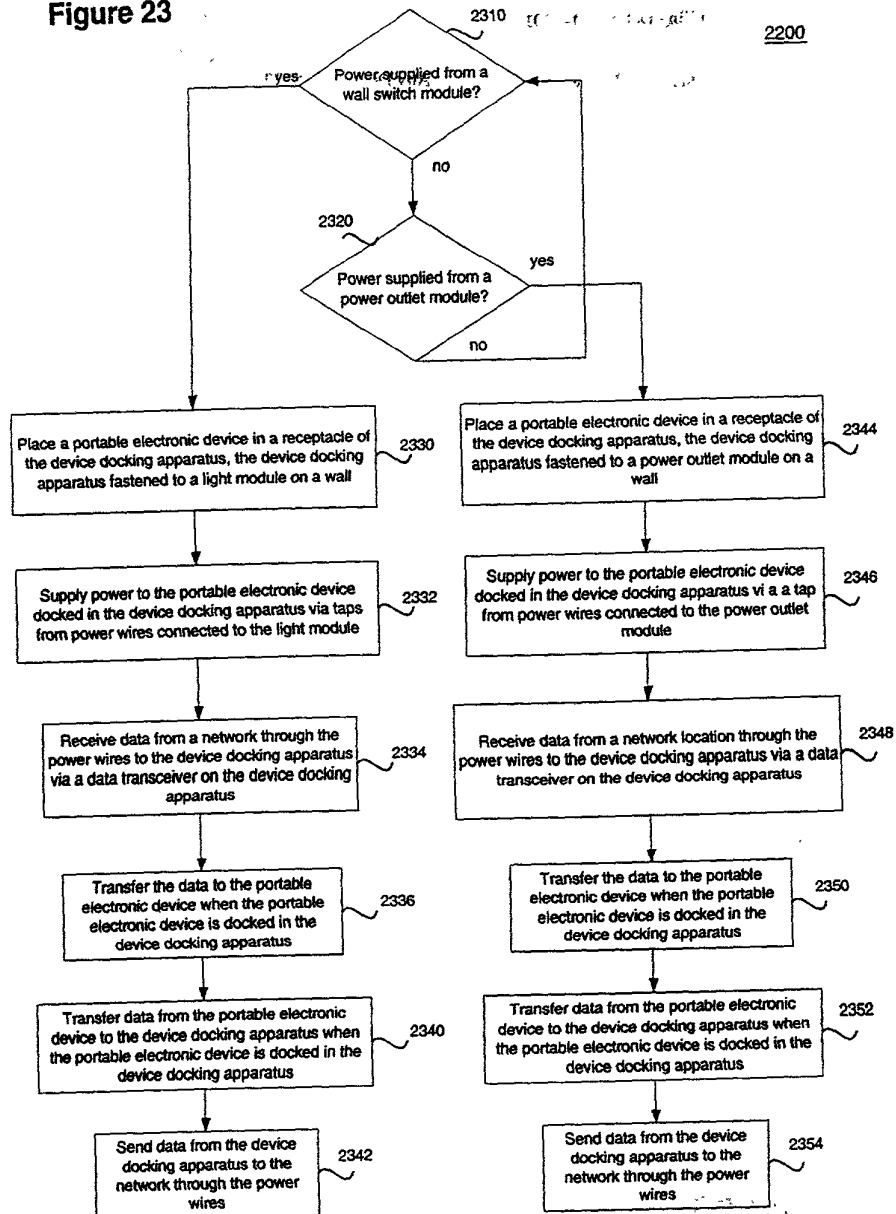 Figure 23
2310
2200
yes
Power supplied from a
wall switch module?
no
2320
yes
Power supplied from a
power outlet module?
no
Place a portable electronic device in a receptacle of
the device docking apparatus, the device docking
apparatus fastened to a light module on a wall
2330
Place a portable electronic device in a receptacle of
the device docking apparatus, the device docking
apparatus fastened to a power outlet module on a
wall
2344
Supply power to the portable electronic device
docked in the device docking apparatus via taps
from power wires connected to the light module
2332
Supply power to the portable electronic device
docked in the device docking apparatus vi a a tap
from power wires connected to the power outlet
module
2346
Receive data from a network through the
power wires to the device docking apparatus
via a data transceiver on the device docking
apparatus
2334
Receive data from a network location through the
power wires to the device docking apparatus via a data
transceiver on the device docking apparatus
2348
Transfer the data to the portable
electronic device when the portable
electronic device is docked in the
device docking apparatus
2336
Transfer the data to the portable
electronic device when the portable
electronic device is docked in the
device docking apparatus
2350
Transfer data from the portable electronic
device to the device docking apparatus when
the portable electronic device is docked in the
device docking apparatus
2340
Transfer data from the portable electronic
device to the device docking apparatus when
the portable electronic device is docked in the
device docking apparatus
2352
Send data from the device
docking apparatus to the
network through the power
wires
2342
Send data from the device
docking apparatus to the
network through the power
wires
2354